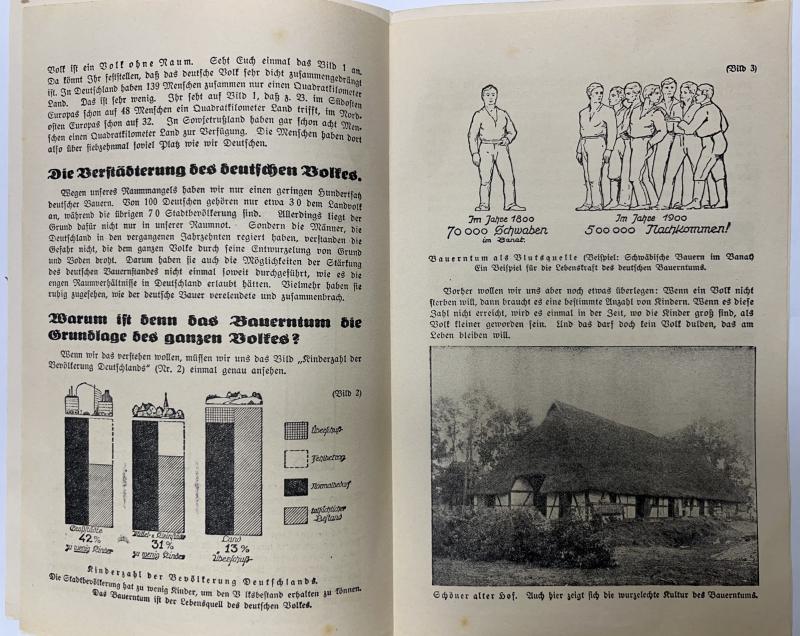 Volk ist ein Volk ohne Raum. Seht Euch einmal das Bild 1 an.
Da könnt Ihr feststellen, daß das deutsche Volk sehr dicht zusammengedrängt
ist. In Deutschland haben 139 Menschen zusammen nur einen Quadratkilometer
Land. Das ist sehr wenig. Ihr seht auf Bild 1, daß z. B. im Südosten
Europas schon auf 48 Menschen ein Quadratkilometer Land trifft, im Nord-
osten Europas schon auf 32. In Sowjetrußland haben gar schon acht Men-
schen einen Quadratkilometer Land zur Verfügung. Die Menschen haben dort
also über siebzehnmal soviel Platz wie wir Deutschen.
Die Verstädterung des deutschen Volkes.
Wegen unseres Raummangels haben wir nur einen geringen Hundertsatz
deutscher Bauern. Von 100 Deutschen gehören nur etwa 30 dem Landvolk
an, während die übrigen 70 Stadtbevölkerung sind. Allerdings liegt der
Grund dafür nicht nur in unserer Raumnot. Sondern die Männer, die
Deutschland in den vergangenen Jahrzehnten regiert haben, verstanden die
Gefahr nicht, die dem ganzen Volke durch seine Entwurzelung von Grund
und Boden droht. Darum haben sie auch die Möglichkeiten der Stärkung
des deutschen Bauernstandes nicht einmal soweit durchgeführt, wie es die
engen Raumverhältnisse in Deutschland erlaubt hätten. Vielmehr haben sie
ruhig zugesehen, wie der deutsche Bauer verelendete und zusammenbrach.
Warum ist denn das Bauerntum die
Grundlage des ganzen Volkes?
Wenn wir das verstehen wollen, müssen wir uns das Bild „Kinderzahl der
Bevölkerung Deutschlands“ (Nr. 2) einmal genau ansehen.
(Bild 2)
Überschuß
Fehlbetrag
Normalbedarf
tatsächlicher
Bestand
Großstädte
42%
zu wenig Kinder
31%
zu wenig Kinder
Land
13%
Überschuß
Kinderzahl der Bevölkerung Deutschlands.
Die Stadtbevölkerung hat zu wenig Kinder, um den Volksbestand erhalten zu können.
Das Bauerntum ist der Lebensquell des deutschen Volkes.
(Bild 3)
Im Jahre 1800
70 000 Schwaben
im Banat.
Im Jahre 1900
500 000 Nachkommen!
Bauerntum als Blutsquelle (Beispiel: Schwäbische Bauern im Banat)
Ein Beispiel für die Lebenskraft des deutschen Bauerntums.
Vorher wollen wir uns aber noch etwas überlegen: Wenn ein Volk nicht
sterben will, dann braucht es eine bestimmte Anzahl von Kindern. Wenn es diese
Zahl nicht erreicht, wird es einmal in der Zeit, wo die Kinder groß sind, als
Volk kleiner geworden sein. Und das darf doch kein Volk dulden, das am
Leben bleiben will.
Schöner alter Hof. Auch hier zeigt sich die wurzelechte Kultur des Bauerntums.